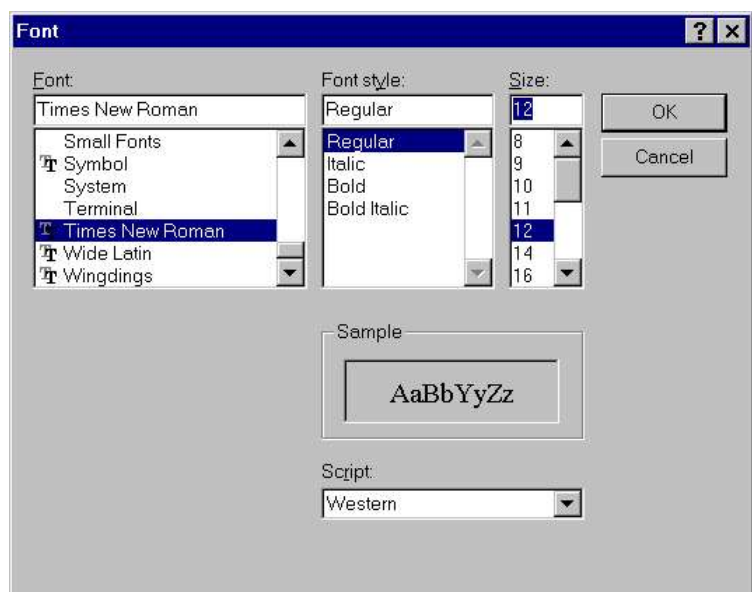 Font
Font:
Times New Roman
Small Fonts
Symbol
System
Terminal
Times New Roman
Wide Latin
Wingdings
Font style:
Regular
Regular
Italic
Bold
Bold Italic
Size:
12
8
9
10
11
12
14
16
OK
Cancel
Sample
AaBbYyZz
Script:
Western